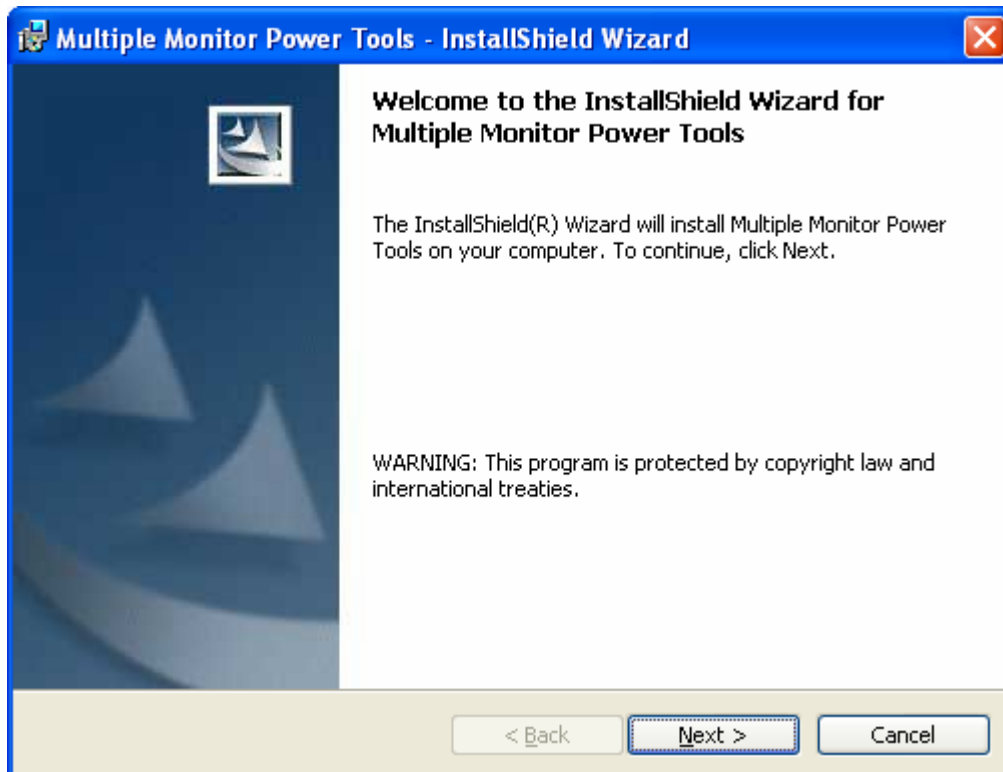 Multiple Monitor Power Tools - InstallShield Wizard
Welcome to the InstallShield Wizard for
Multiple Monitor Power Tools
The InstallShield(R) Wizard will install Multiple Monitor Power
Tools on your computer. To continue, click Next.
WARNING: This program is protected by copyright law and
international treaties.
< Back
Next >
Cancel